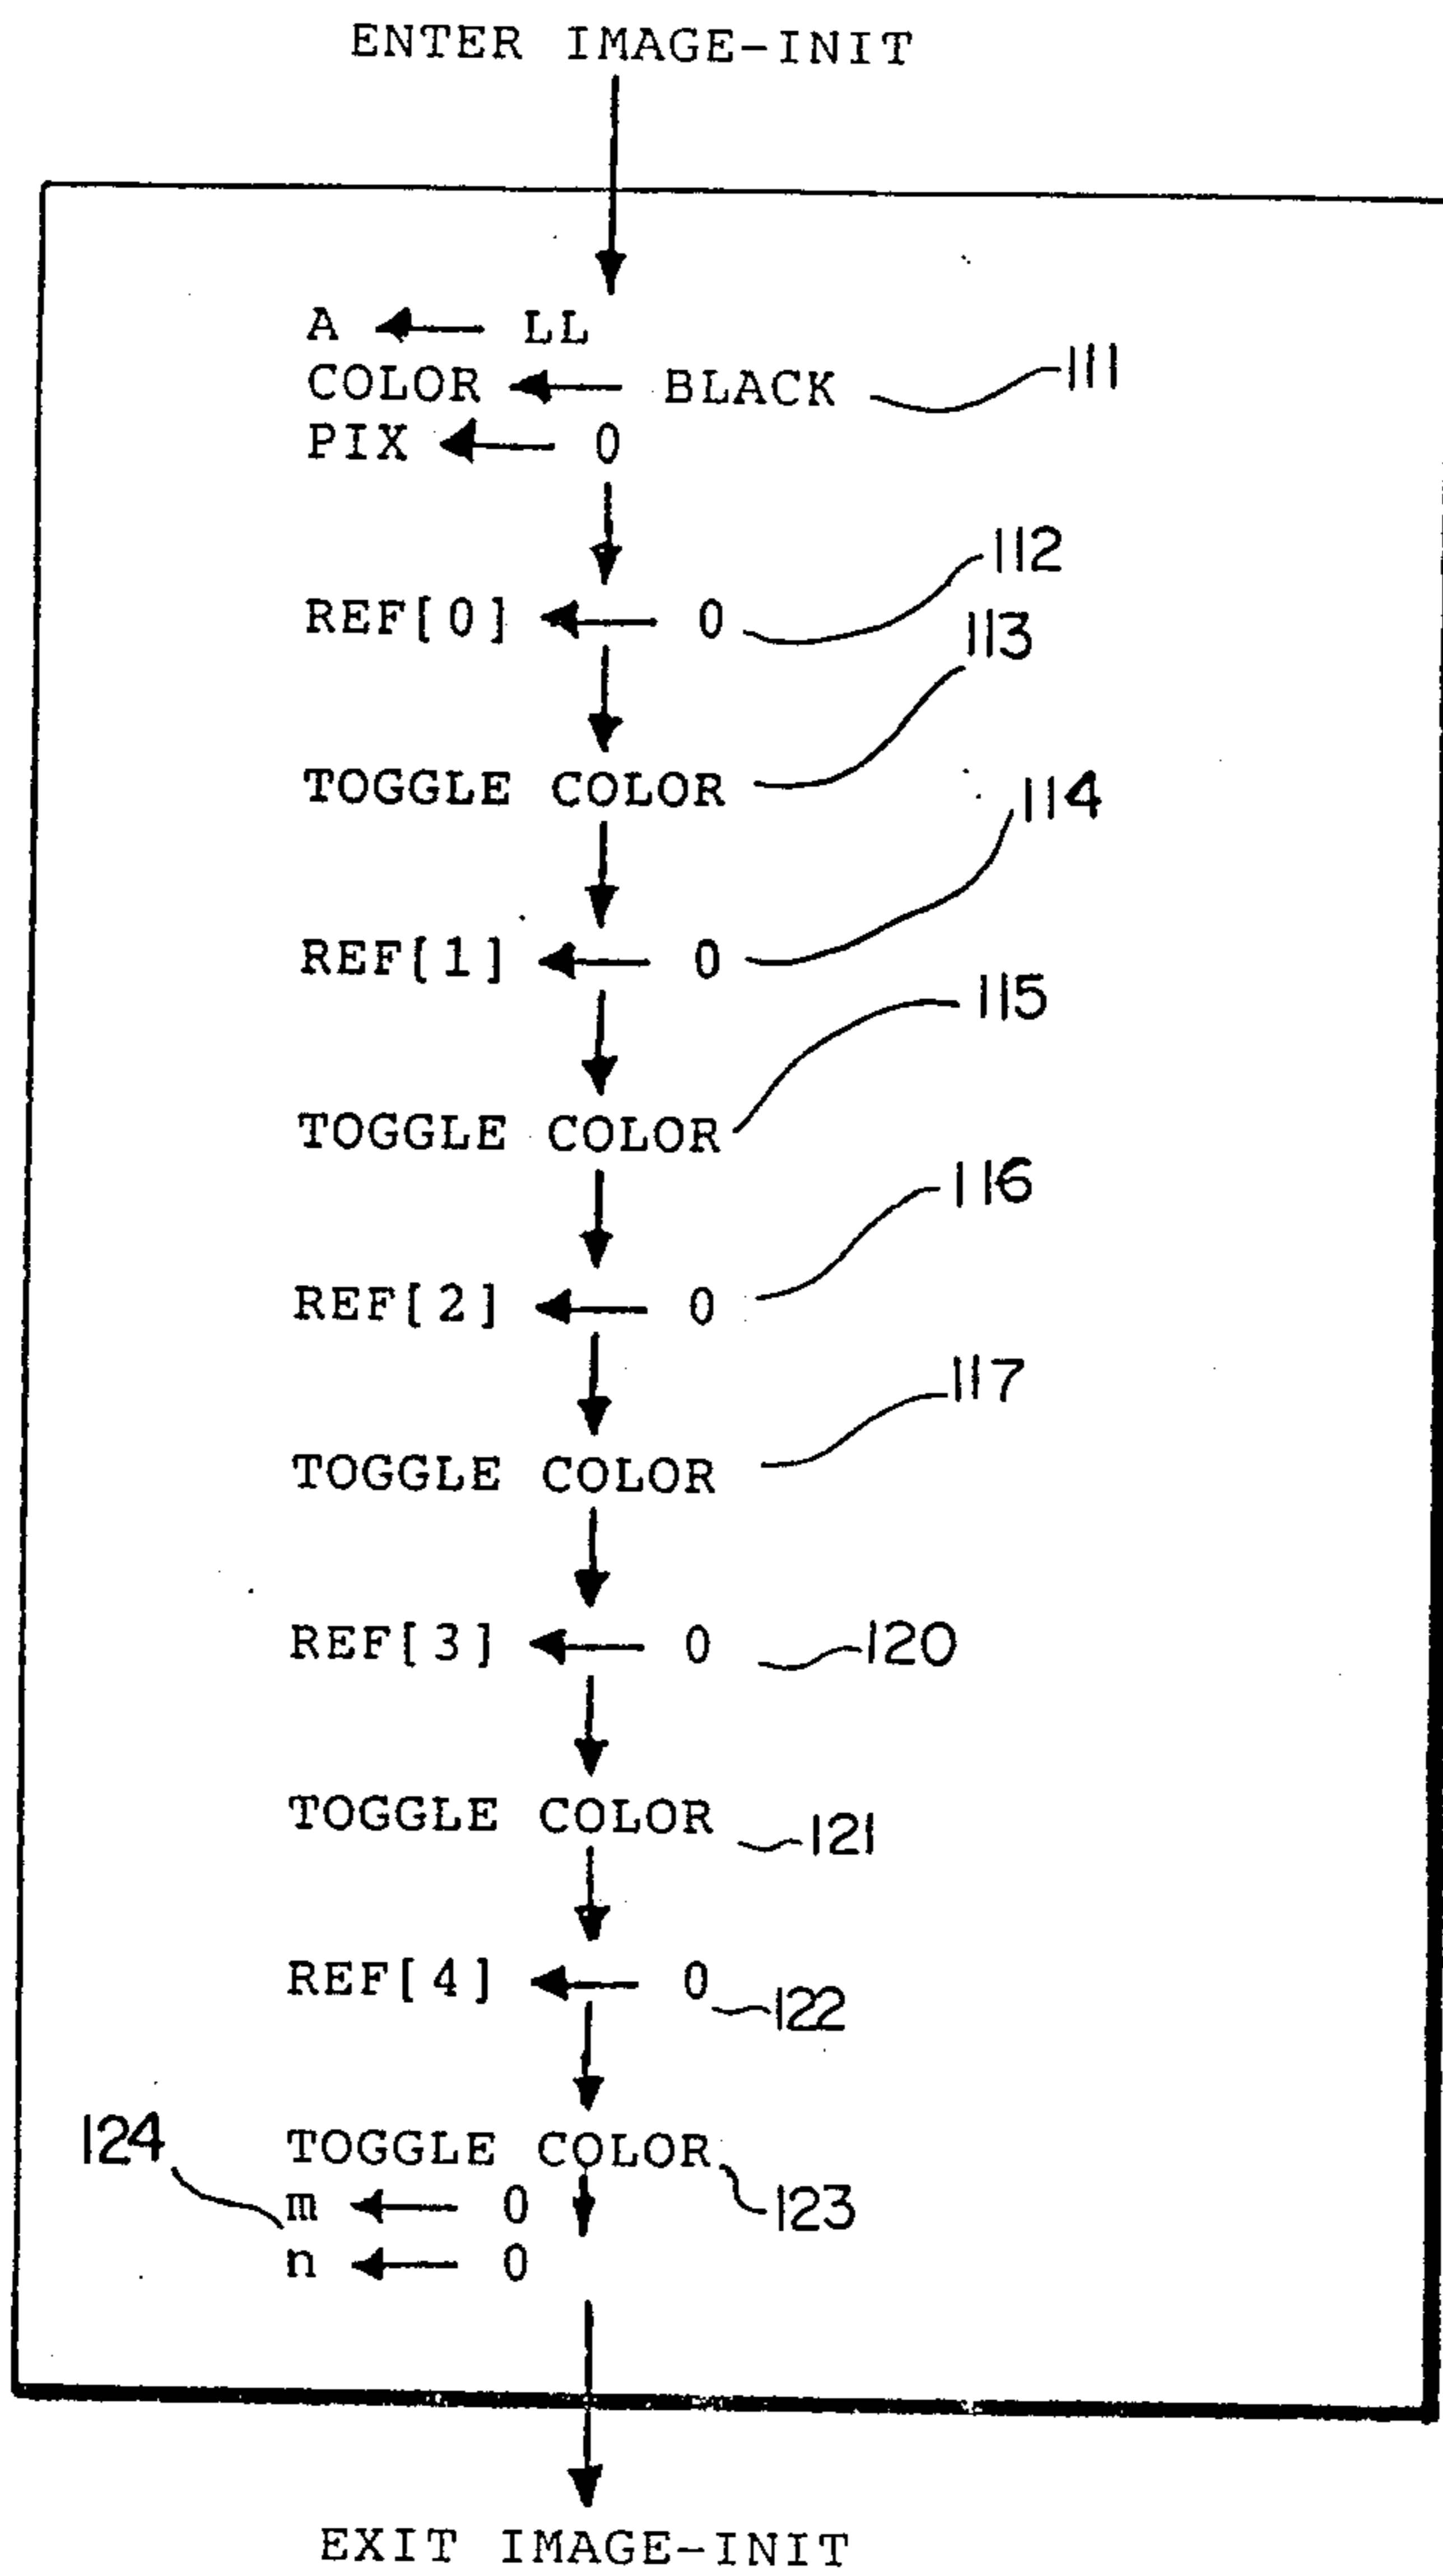 ENTER IMAGE-INIT
A ← LL
COLOR ← BLACK 111
PIX ← 0
112
REF[0] ← 0
113
TOGGLE COLOR
114
REF[1] ← 0
115
TOGGLE COLOR
116
REF[2] ← 0
117
TOGGLE COLOR
REF[3] ← 0 120
TOGGLE COLOR 121
REF[4] ← 0 122
124 TOGGLE COLOR
m ← 0 123
n ← 0
EXIT IMAGE-INIT